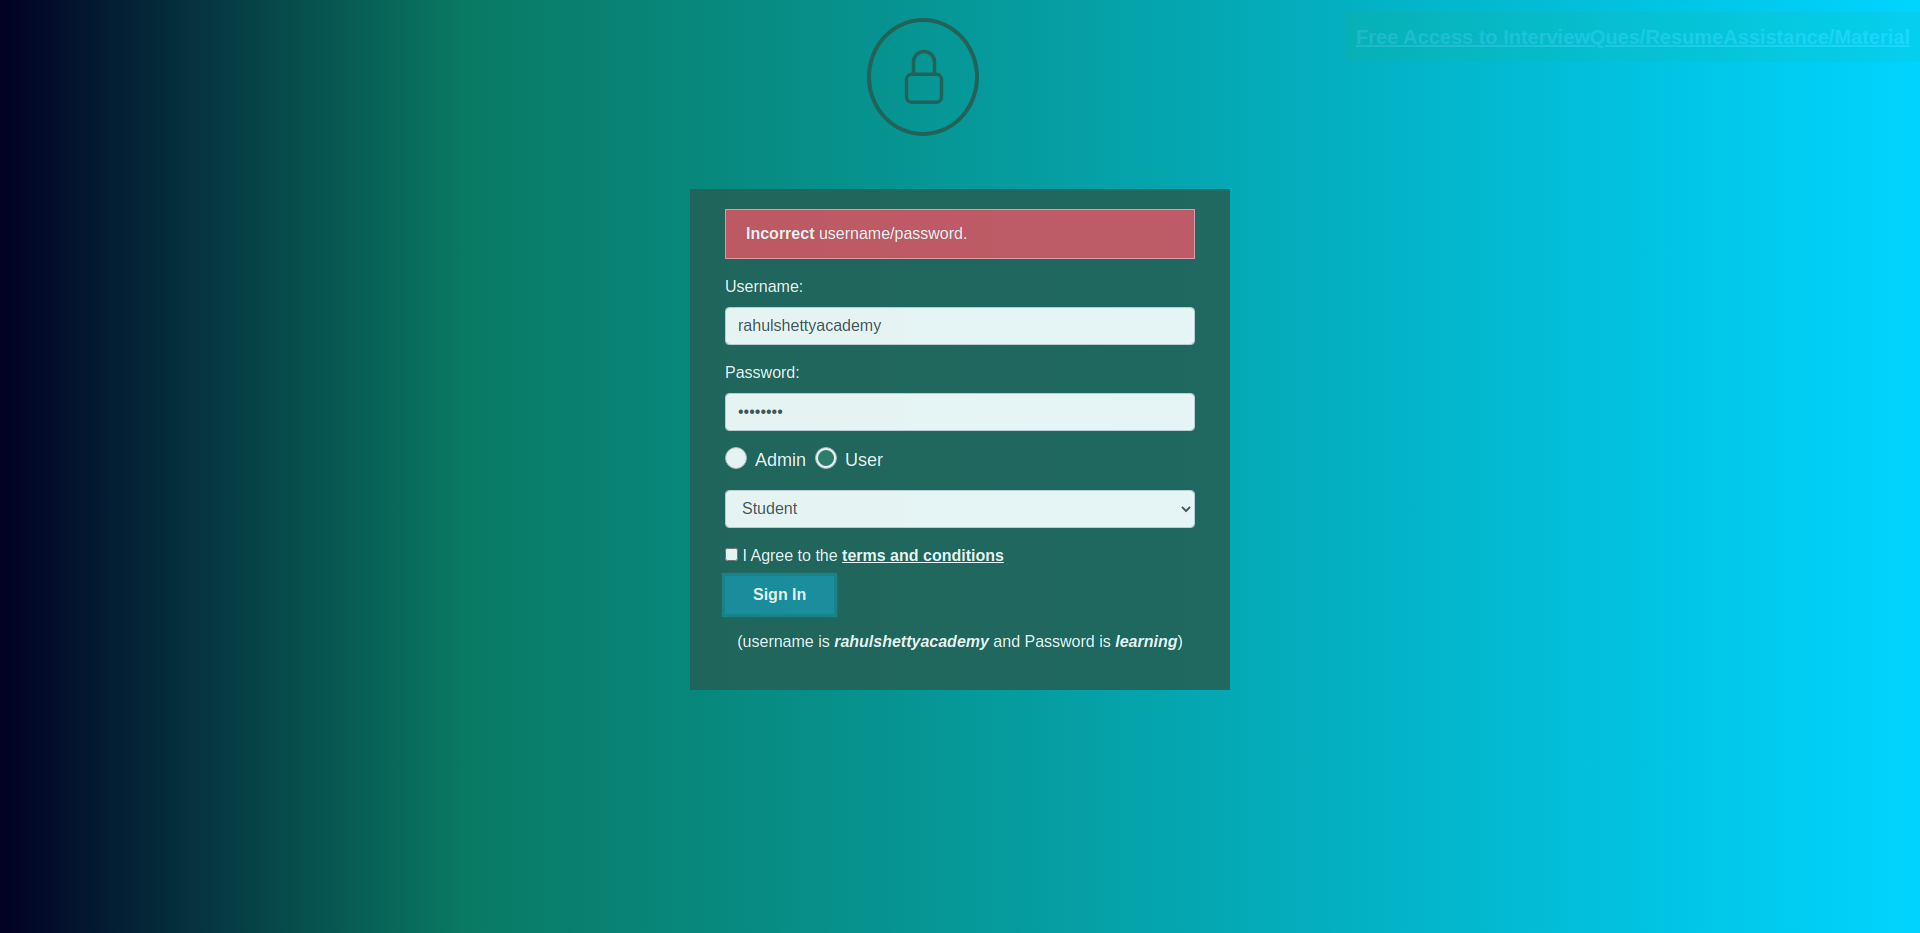 Free Access to InterviewQues/ResumeAssistance/Material
Incorrect username/password.
Username:
rahulshettyacademy
Password:
••••••••
Admin User
Student
I Agree to the terms and conditions
Sign In
(username is rahulshettyacademy and Password is learning)